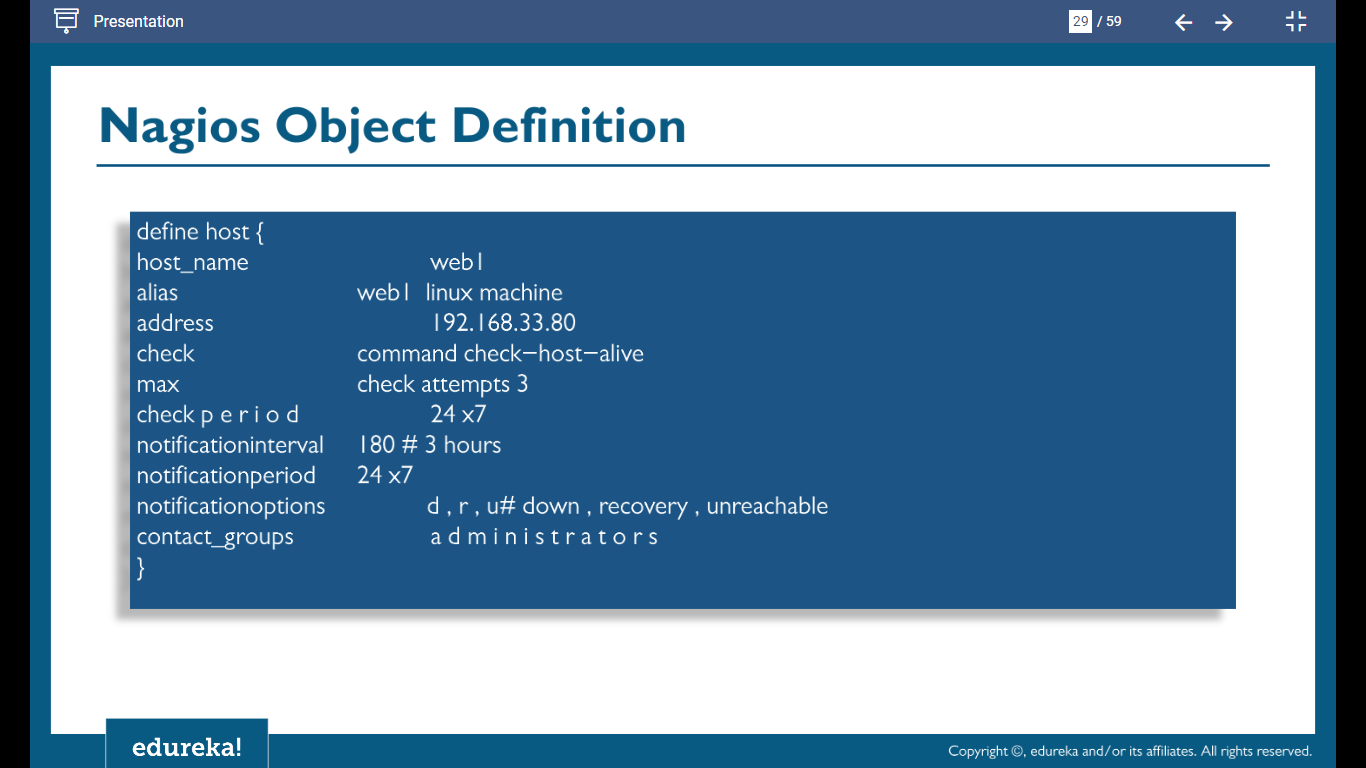 Presentation
29 / 59
Nagios Object Definition
define host {
host_name web1
alias web1 linux machine
address 192.168.33.80
check command check–host–alive
max check attempts 3
check p e r i o d 24 x7
notificationinterval 180 # 3 hours
notificationperiod 24 x7
notificationoptions d , r , u# down , recovery , unreachable
contact_groups a d m i n i s t r a t o r s
}
edureka!
Copyright ©, edureka and/or its affiliates. All rights reserved.